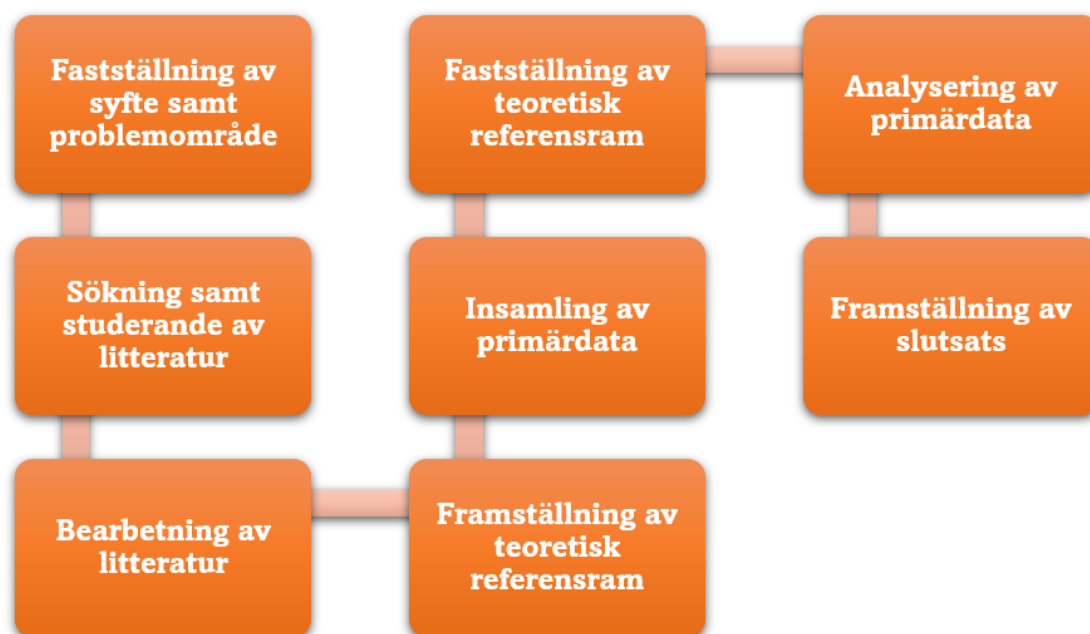 Fastställning av
syfte samt
problemområde
Sökning samt
studerande av
litteratur
Bearbetning av
litteratur
Framställning av
teoretisk
referensram
Insamling av
primärdata
Fastställning av
teoretisk
referensram
Analysering av
primärdata
Framställning av
slutsats